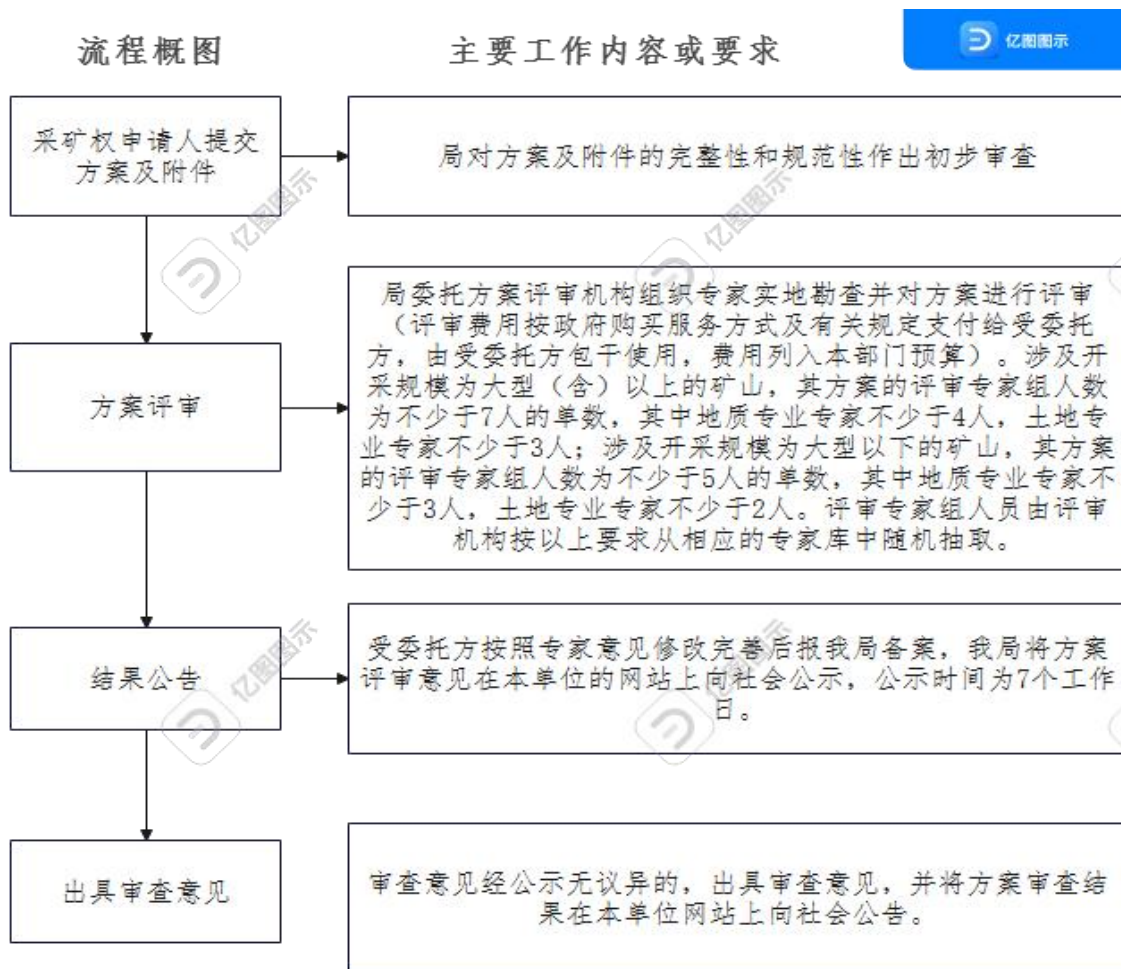 流程概图
主要工作内容或要求
亿图图示
采矿权申请人提交
方案及附件
局对方案及附件的完整性和规范性作出初步审查
方案评审
局委托方案评审机构组织专家实地勘查并对方案进行评审
（评审费用按政府购买服务方式及有关规定支付给受委托
方，由受委托方包干使用，费用列入本部门预算）。涉及开
采规模为大型（含）以上的矿山，其方案的评审专家组人数
为不少于7人的单数，其中地质专业专家不少于4人，土地专
业专家不少于3人；涉及开采规模为大型以下的矿山，其方案
的评审专家组人数为不少于5人的单数，其中地质专业专家不
少于3人，土地专业专家不少于2人。评审专家组人员由评审
机构按以上要求从相应的专家库中随机抽取。
结果公告
受委托方按照专家意见修改完善后报我局备案，我局将方案
评审意见在本单位的网站上向社会公示，公示时间为7个工作
日。
出具审查意见
审查意见经公示无议异的，出具审查意见，并将方案审查结
果在本单位网站上向社会公告。
亿图图示
亿图图示
亿图图示
亿图图示